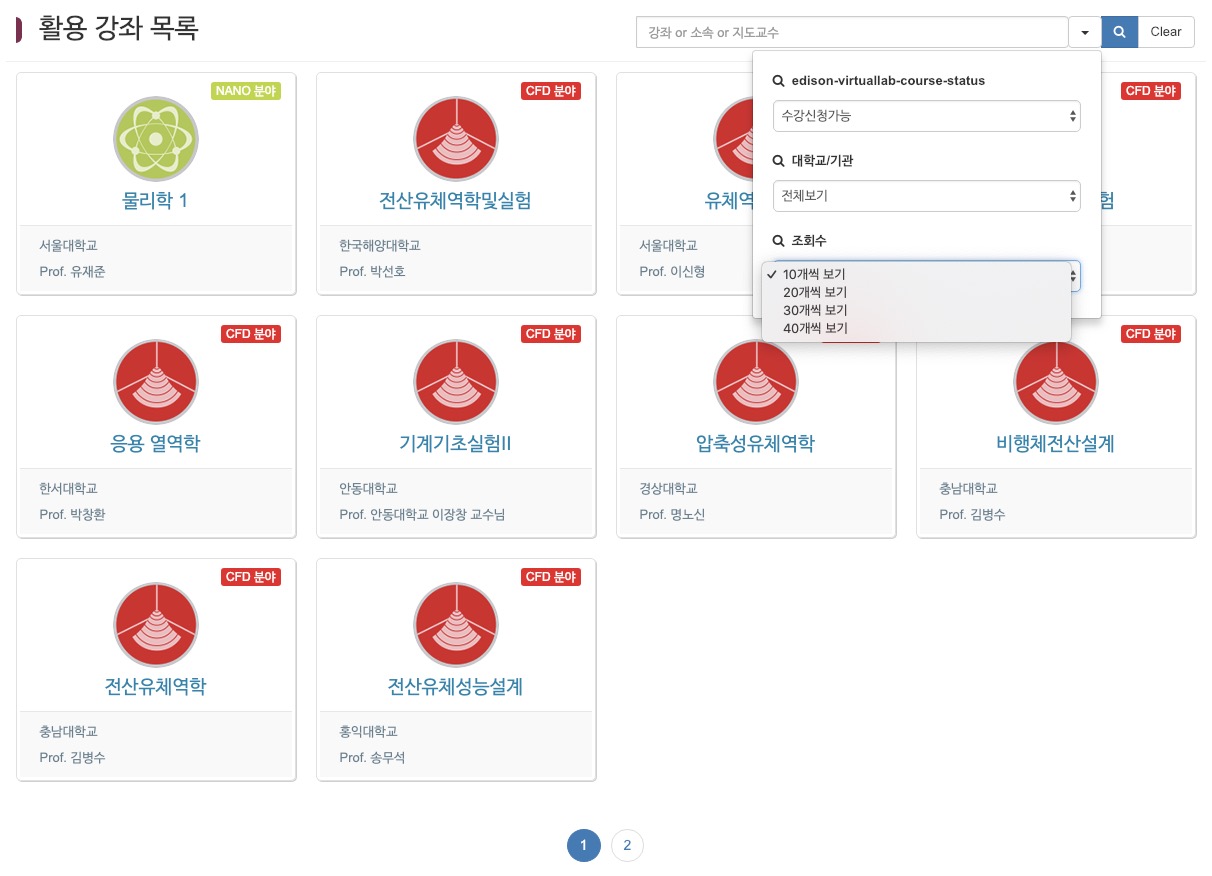 활용 강좌 목록
강좌 or 소속 or 지도교수
Clear
edison-virtuallab-course-status
수강신청가능
대학교/기관
전체보기
조회수
10개씩 보기
20개씩 보기
30개씩 보기
40개씩 보기
NANO 분야
물리학 1
서울대학교
Prof. 유재준
CFD 분야
전산유체역학및실험
한국해양대학교
Prof. 박선호
유체역
서울대학교
Prof. 이신형
CFD 분야
험
CFD 분야
응용 열역학
한서대학교
Prof. 박창환
CFD 분야
기계기초실험II
안동대학교
Prof. 안동대학교 이장창 교수님
압축성유체역학
경상대학교
Prof. 명노신
CFD 분야
비행체전산설계
충남대학교
Prof. 김병수
CFD 분야
전산유체역학
충남대학교
Prof. 김병수
CFD 분야
전산유체성능설계
홍익대학교
Prof. 송무석
1
2